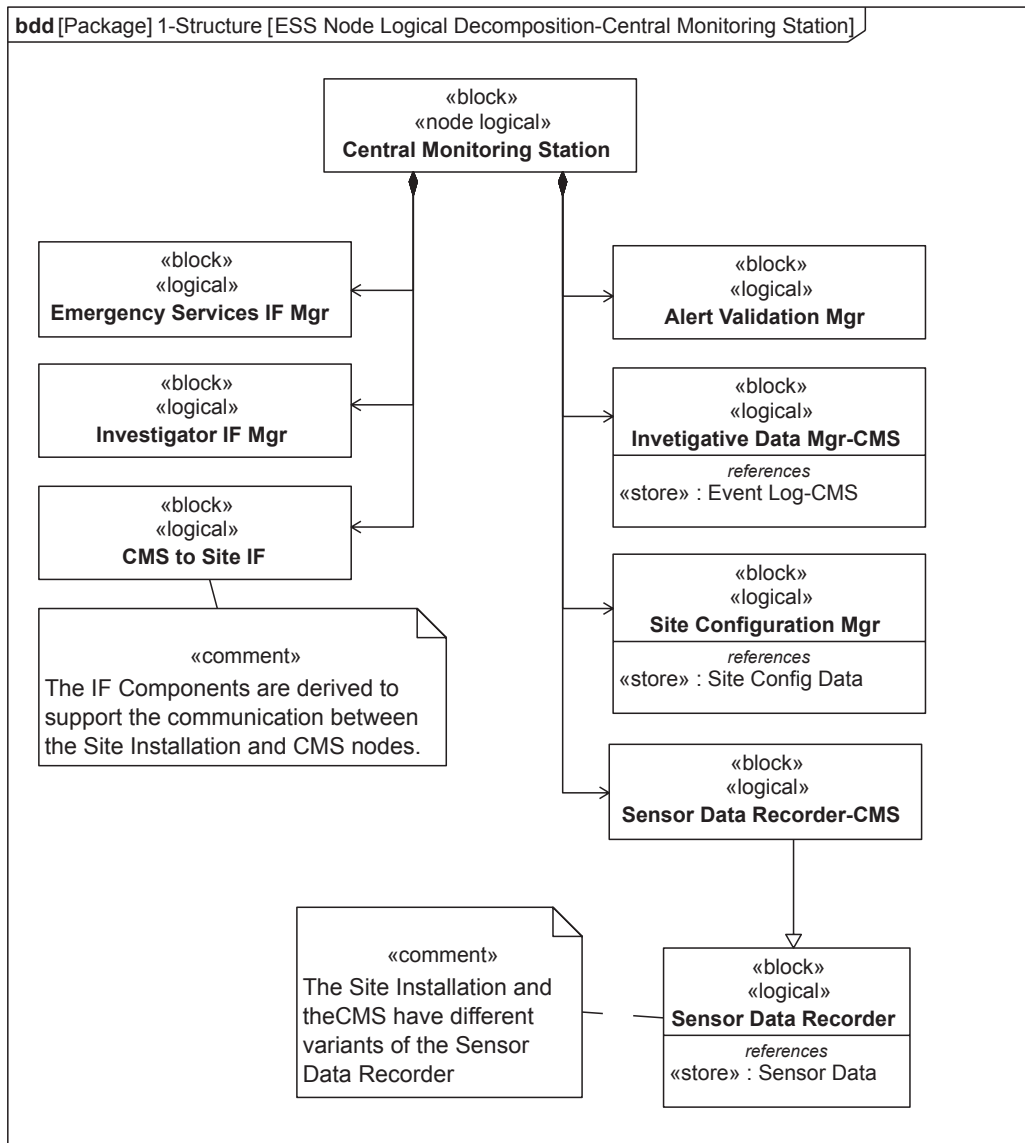 bdd [Package] 1-Structure [ESS Node Logical Decomposition-Central Monitoring Station]
«block»
«node logical»
Central Monitoring Station
«block»
«logical»
Emergency Services IF Mgr
«block»
«logical»
Investigator IF Mgr
«block»
«logical»
CMS to Site IF
«comment»
The IF Components are derived to
support the communication between
the Site Installation and CMS nodes.
«block»
«logical»
Alert Validation Mgr
«block»
«logical»
Invetigative Data Mgr-CMS
references
«store» : Event Log-CMS
«block»
«logical»
Site Configuration Mgr
references
«store» : Site Config Data
«block»
«logical»
Sensor Data Recorder-CMS
«comment»
The Site Installation and
theCMS have different
variants of the Sensor
Data Recorder
«block»
«logical»
Sensor Data Recorder
references
«store» : Sensor Data